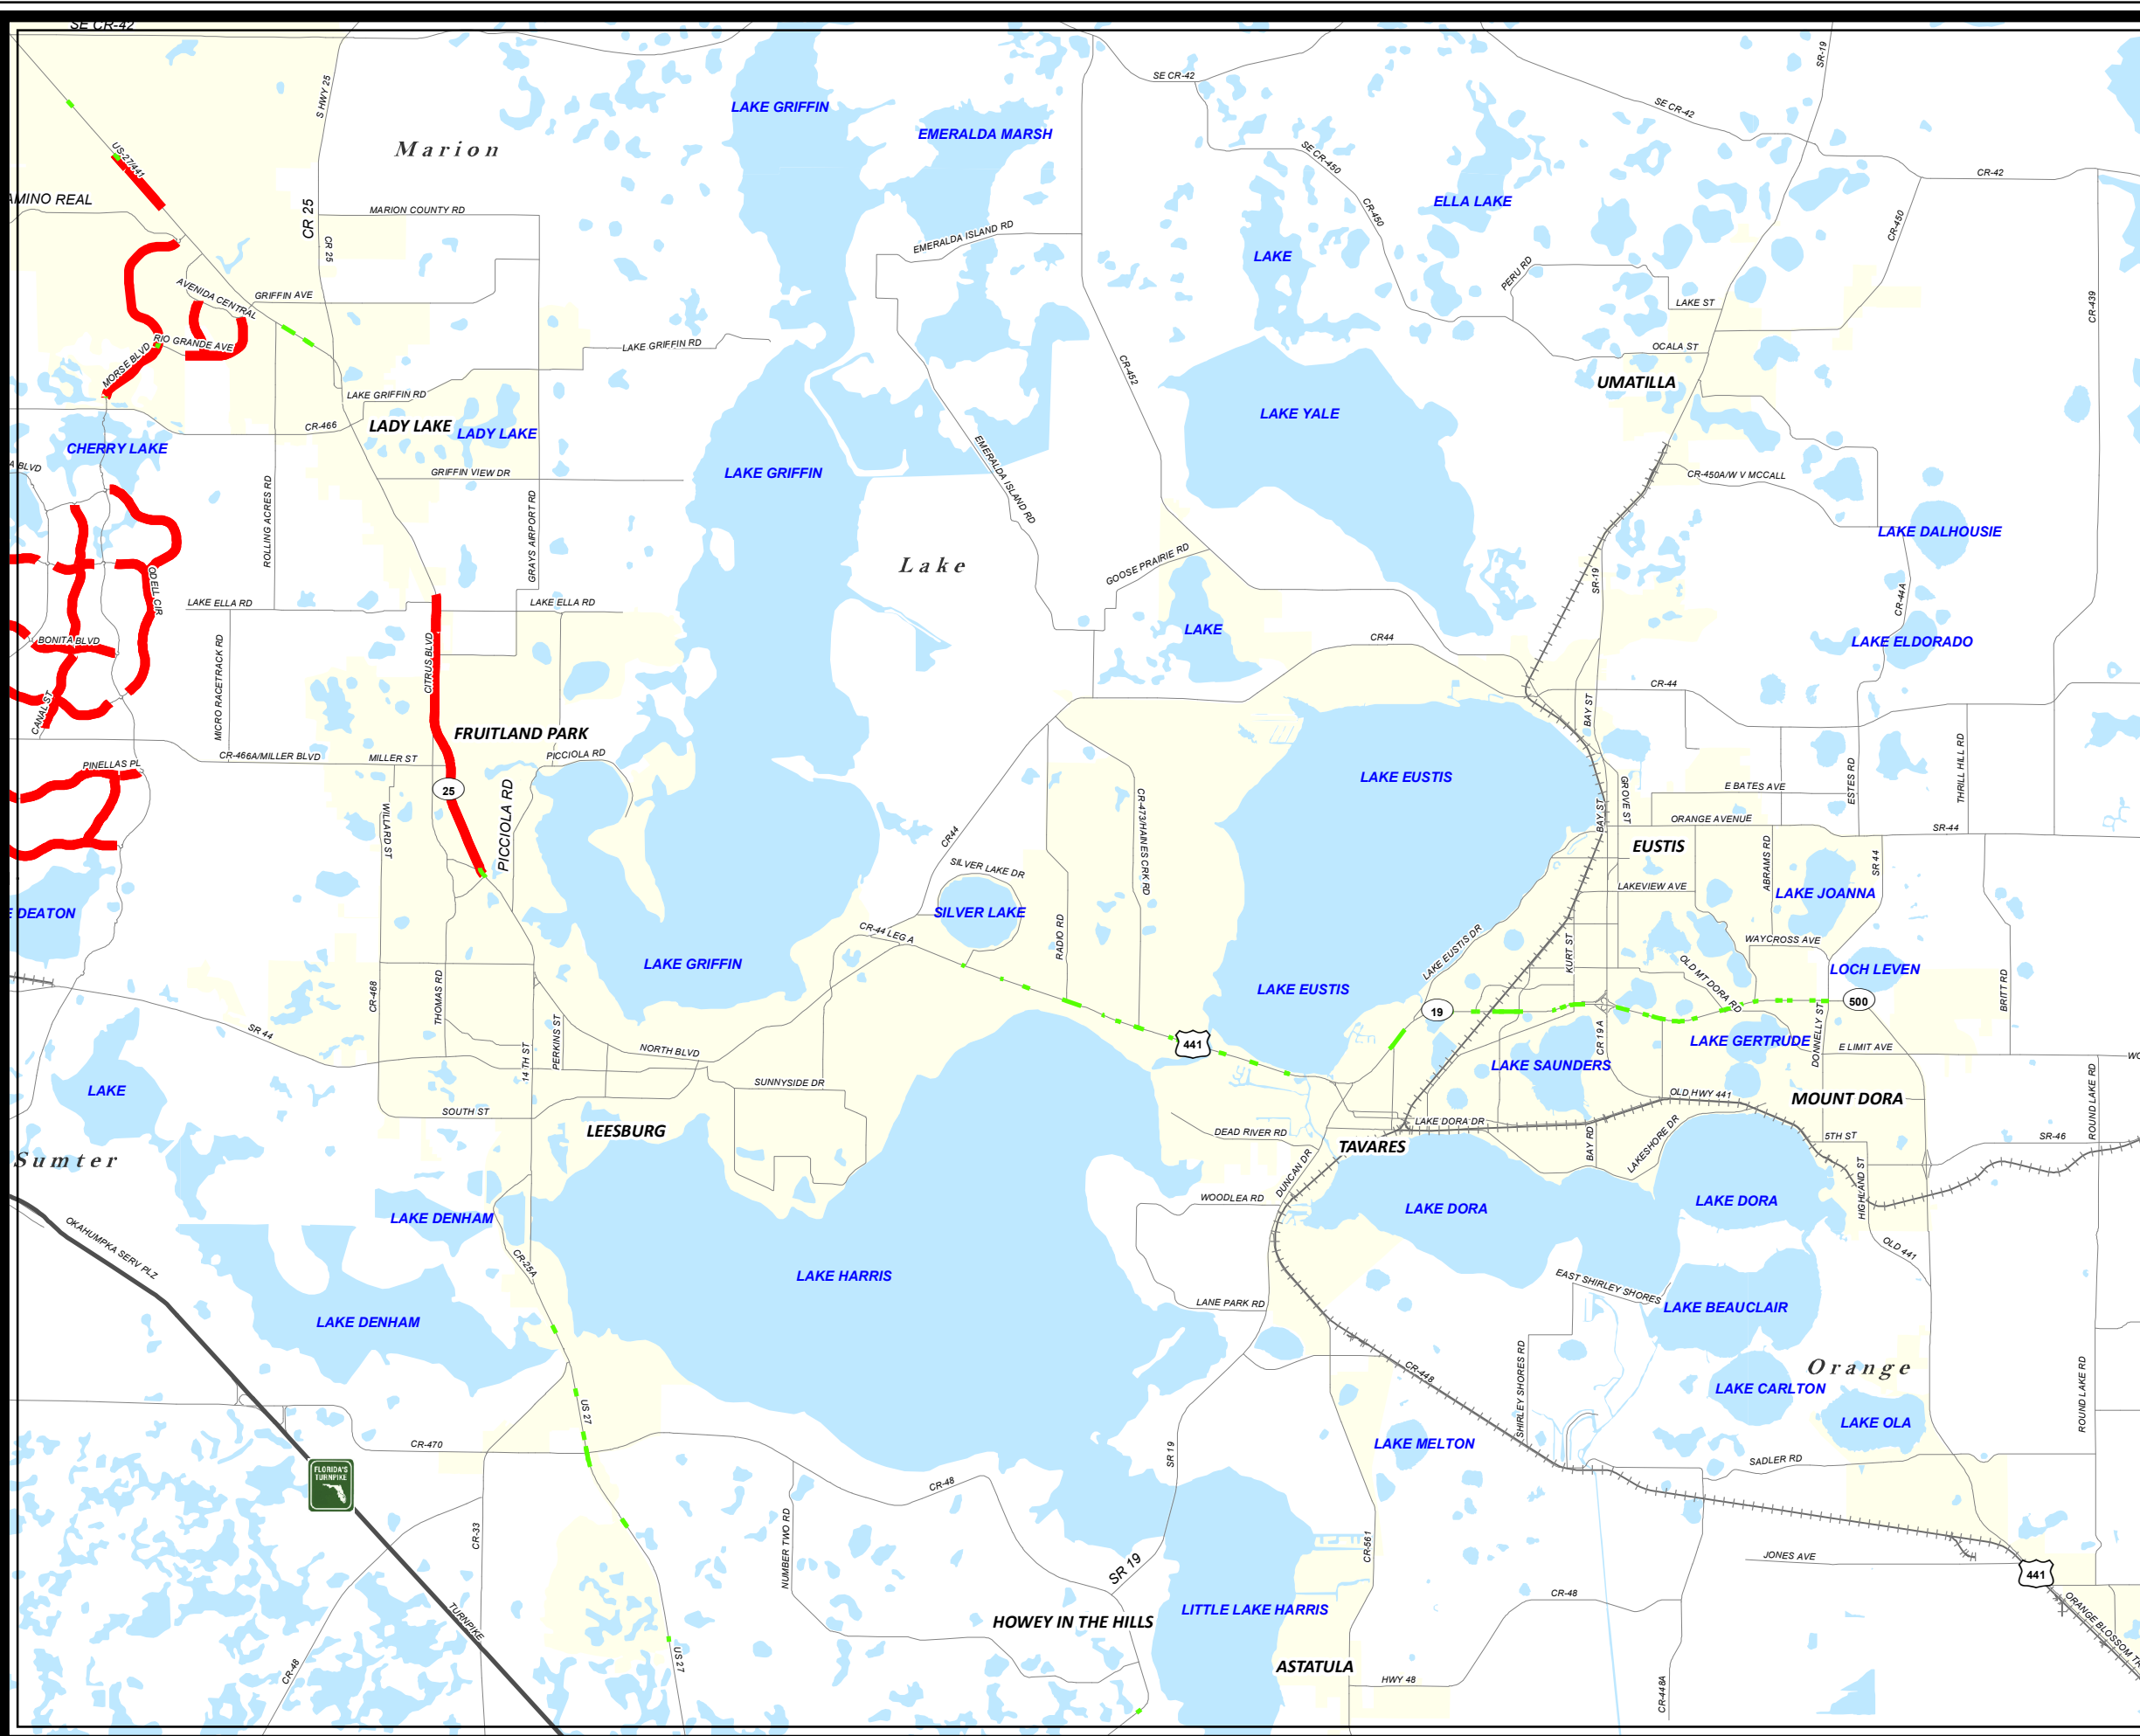 SE CR-42
S HWY 25
LAKE GRIFFIN
SE CR-42
SR-19
SE CR-42
EMERALDA MARSH
Marion
US-27/441
SE CR-450
CR-42
AMINO REAL
CR 25
MARION COUNTY RD
CR-450
ELLA LAKE
CR-450
CR 25
EMERALDA ISLAND RD
LAKE
PERU RD
AVENIDA CENTRAL
GRIFFIN AVE
LAKE ST
CR-439
RIO GRANDE AVE
LAKE GRIFFIN RD
OCALA ST
MORSE BLVD
CR-452
UMATILLA
LAKE GRIFFIN RD
LAKE YALE
CR-466
LADY LAKE
LADY LAKE
CHERRY LAKE
A BLVD
GRIFFIN VIEW DR
LAKE GRIFFIN
EMERALDA ISLAND RD
CR-450A/W V MCCALL
ROLLING ACRES RD
GRAYS AIRPORT RD
LAKE DALHOUSIE
Lake
GOOSE PRAIRIE RD
SR-19
ODELL CIR
LAKE ELLA RD
LAKE ELLA RD
CR-44A
LAKE
BONITA BLVD
MICRO RACETRACK RD
CITRUS BLVD
CR44
LAKE ELDORADO
CR-44
CANAL ST
BAY ST
FRUITLAND PARK
CR-466A/MILLER BLVD
MILLER ST
PICCIOLA RD
PINELLAS PL
LAKE EUSTIS
THRILL HILL RD
25
GROVE ST
E BATES AVE
ESTES RD
PICCIOLA RD
CR-473/HANES CRK RD
BAY ST
ORANGE AVENUE
SR-44
WILLARD ST
CR44
EUSTIS
ABRAMS RD
SR 44
SILVER LAKE DR
LAKEVIEW AVE
LAKE JOANNA
E DEATON
SILVER LAKE
RADIO RD
CR-44 LEG A
KURT ST
WAYCROSS AVE
LAKE EUSTIS DR
LAKE GRIFFIN
LOCH LEVEN
OLD MT DORA RD
CR-468
THOMAS RD
LAKE EUSTIS
BRITT RD
500
19
SR 44
DONNELLY ST
PERKINS ST
NORTH BLVD
441
CR 19A
LAKE GERTRUDE
E LIMIT AVE
WO
14 TH ST
LAKE SAUNDERS
LAKE
SUNNYSIDE DR
OLD HWY 441
MOUNT DORA
ROUND LAKE RD
SOUTH ST
LEESBURG
LAKE DORA DR
DEAD RIVER RD
TAVARES
BAY RD
LAKESHORE DR
5TH ST
SR-46
Sumter
DUNCAN DR
WOODLEA RD
LAKE DORA
LAKE DORA
HIGHLAND ST
LAKE DENHAM
OKAHUMPKA SERV PLZ
CR-25A
OLD 441
LAKE HARRIS
EAST SHIRLEY SHORES
LANE PARK RD
LAKE BEAUCLAIR
LAKE DENHAM
CR-448
SHIRLEY SHORES RD
Orange
LAKE CARLTON
ROUND LAKE RD
US 27
LAKE OLA
CR-470
SR 19
LAKE MELTON
FLORIDA'S
TURNPIKE
SADLER RD
CR-48
CR-33
NUMBER TWO RD
CR-561
JONES AVE
SR 19
441
CR-48
LITTLE LAKE HARRIS
HOWEY IN THE HILLS
TURNPIKE
US 27
ORANGE BLOSSOM TR
ASTATULA
CR-48
HWY 48
CR-448A